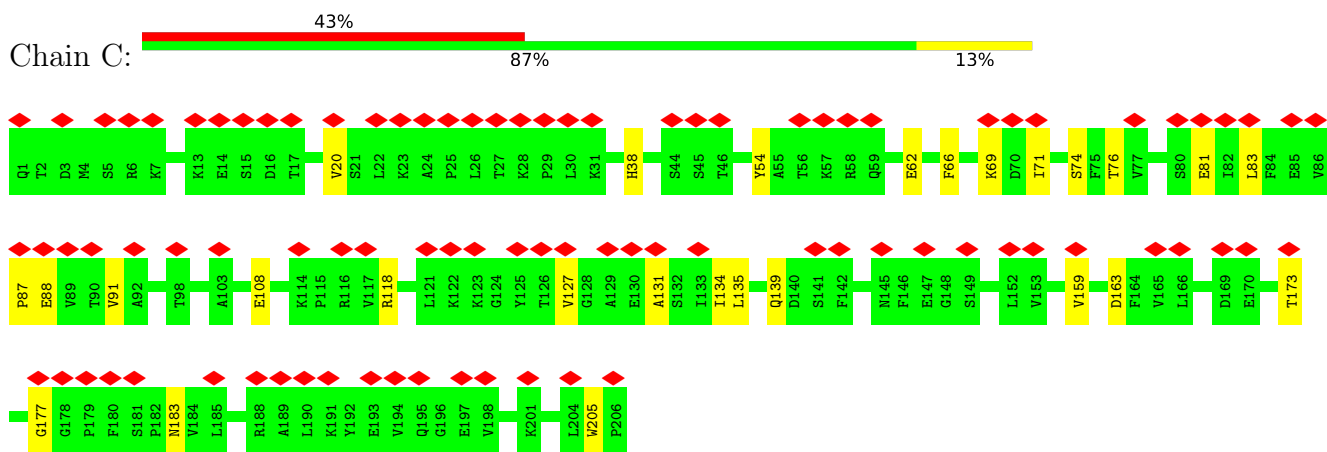 43%
Chain C:
87% 13%
Q1 T2 D3 M4 S5 R6 K7 K13 E14 S15 D16 T17 V20 S21 L22 K23 A24 P25 L26 T27 K28 P29 L30 K31 H38 S44 S45 T46 Y54 A55 T56 K57 R58 Q59 E62 F66 K69 D70 I71 S74 F75 T76 V77 S80 E81 I82 L83 F84 E85 V86
P87 E88 V89 T90 V91 A92 T98 A103 E108 K114 P115 R116 V117 R118 L121 K122 K123 G124 Y125 T126 V127 G128 A129 E130 A131 S132 I133 T134 L135 Q139 D140 S141 F142 N145 F146 E147 G148 S149 L152 V153 V159 D163 F164 V165 L166 D169 E170 T173
G177 G178 P179 F180 S181 P182 N183 V184 L185 R188 A189 L190 K191 Y192 E193 V194 Q195 G196 E197 V198 K201 L204 W205 P206